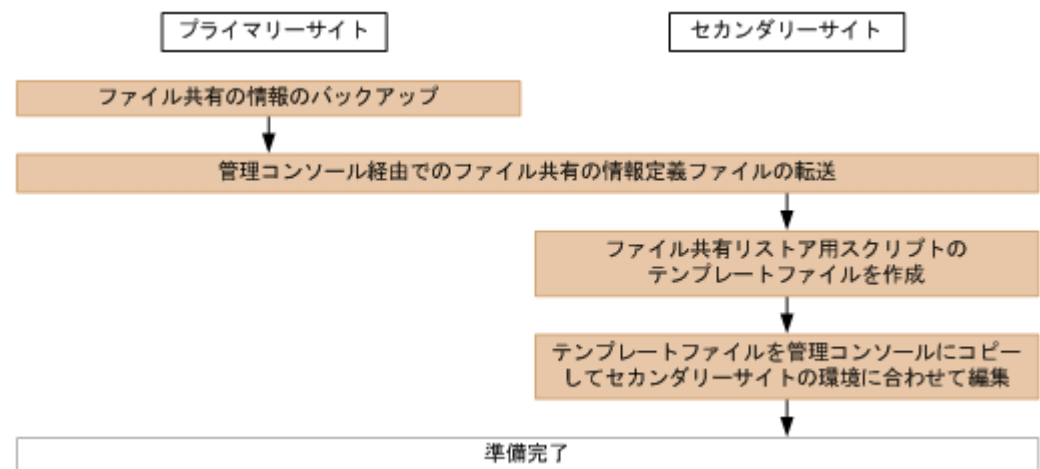 プライマリーサイト
セカンダリーサイト
ファイル共有の情報のバックアップ
管理コンソール経由でのファイル共有の情報定義ファイルの転送
ファイル共有リストア用スクリプトの
テンプレートファイルを作成
テンプレートファイルを管理コンソールにコピー
してセカンダリーサイトの環境に合わせて編集
準備完了